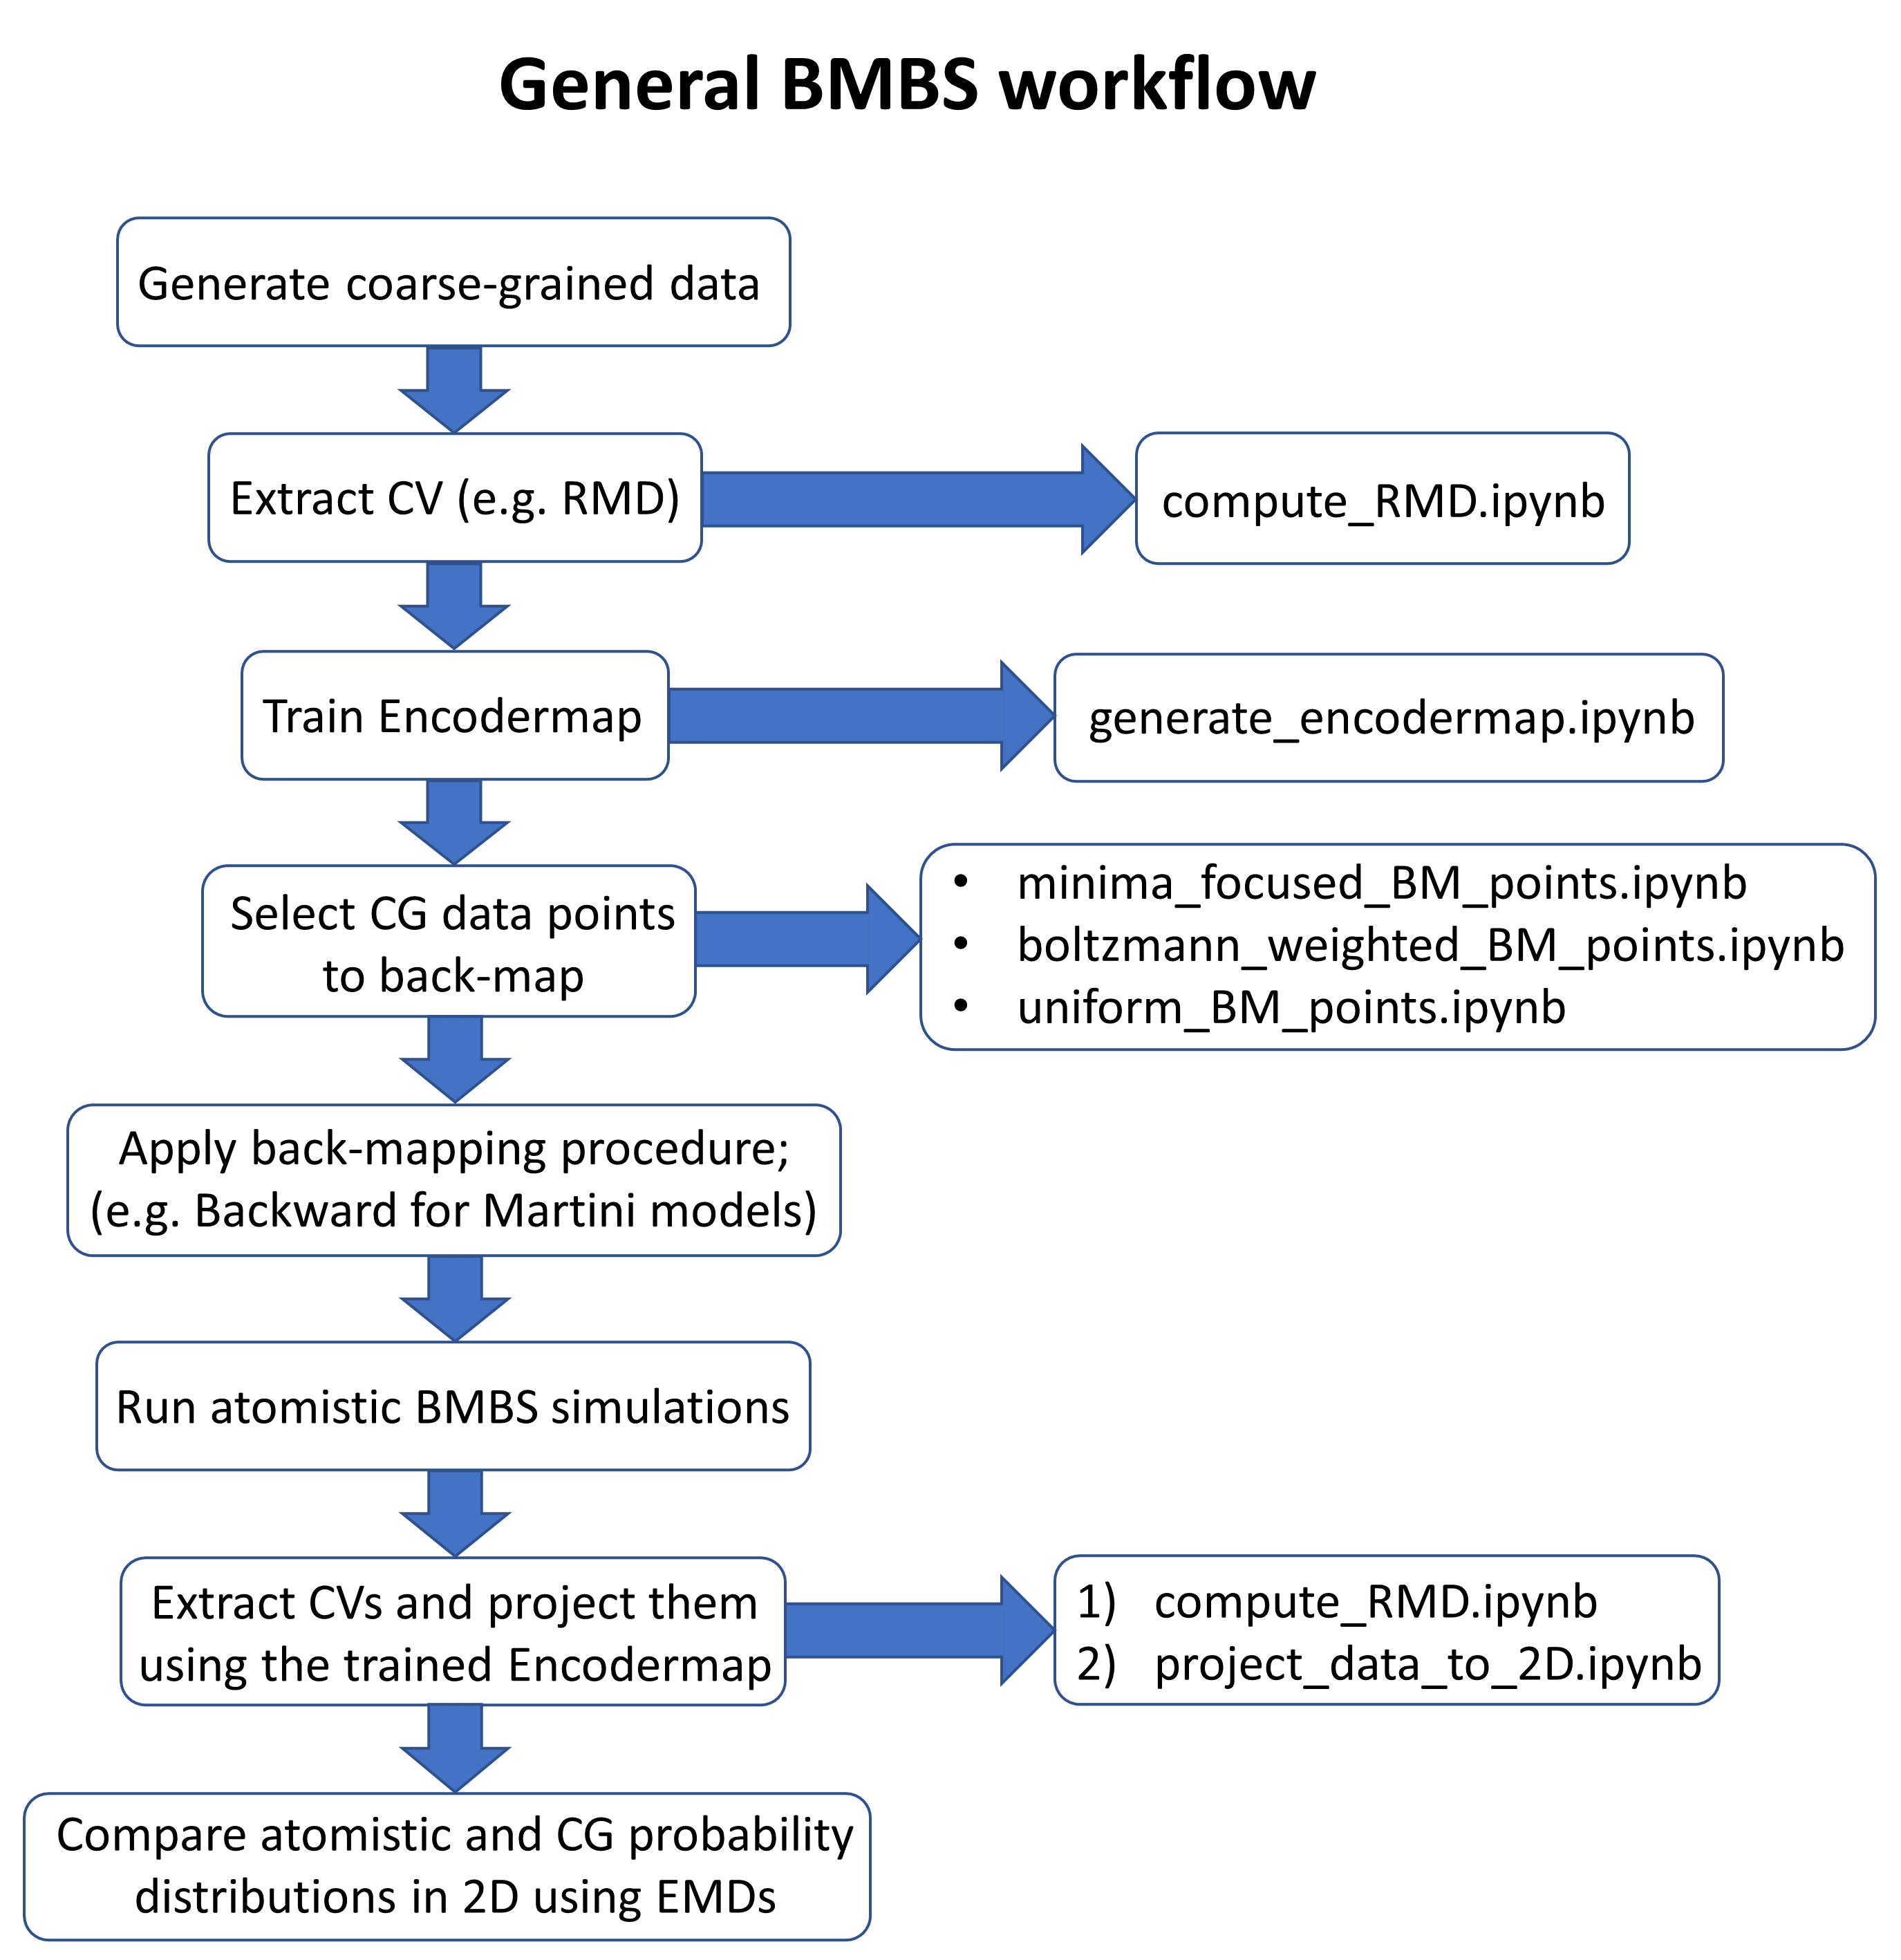 General BMBS workflow
Generate coarse-grained data
Extract CV (e.g. RMD)
compute_RMD.ipynb
Train Encodermap
generate_encodermap.ipynb
Select CG data points
to back-map
• minima_focused_BM_points.ipynb
• boltzmann_weighted_BM_points.ipynb
• uniform_BM_points.ipynb
Apply back-mapping procedure;
(e.g. Backward for Martini models)
Run atomistic BMBS simulations
Extract CVs and project them
using the trained Encodermap
1) compute_RMD.ipynb
2) project_data_to_2D.ipynb
Compare atomistic and CG probability
distributions in 2D using EMDs